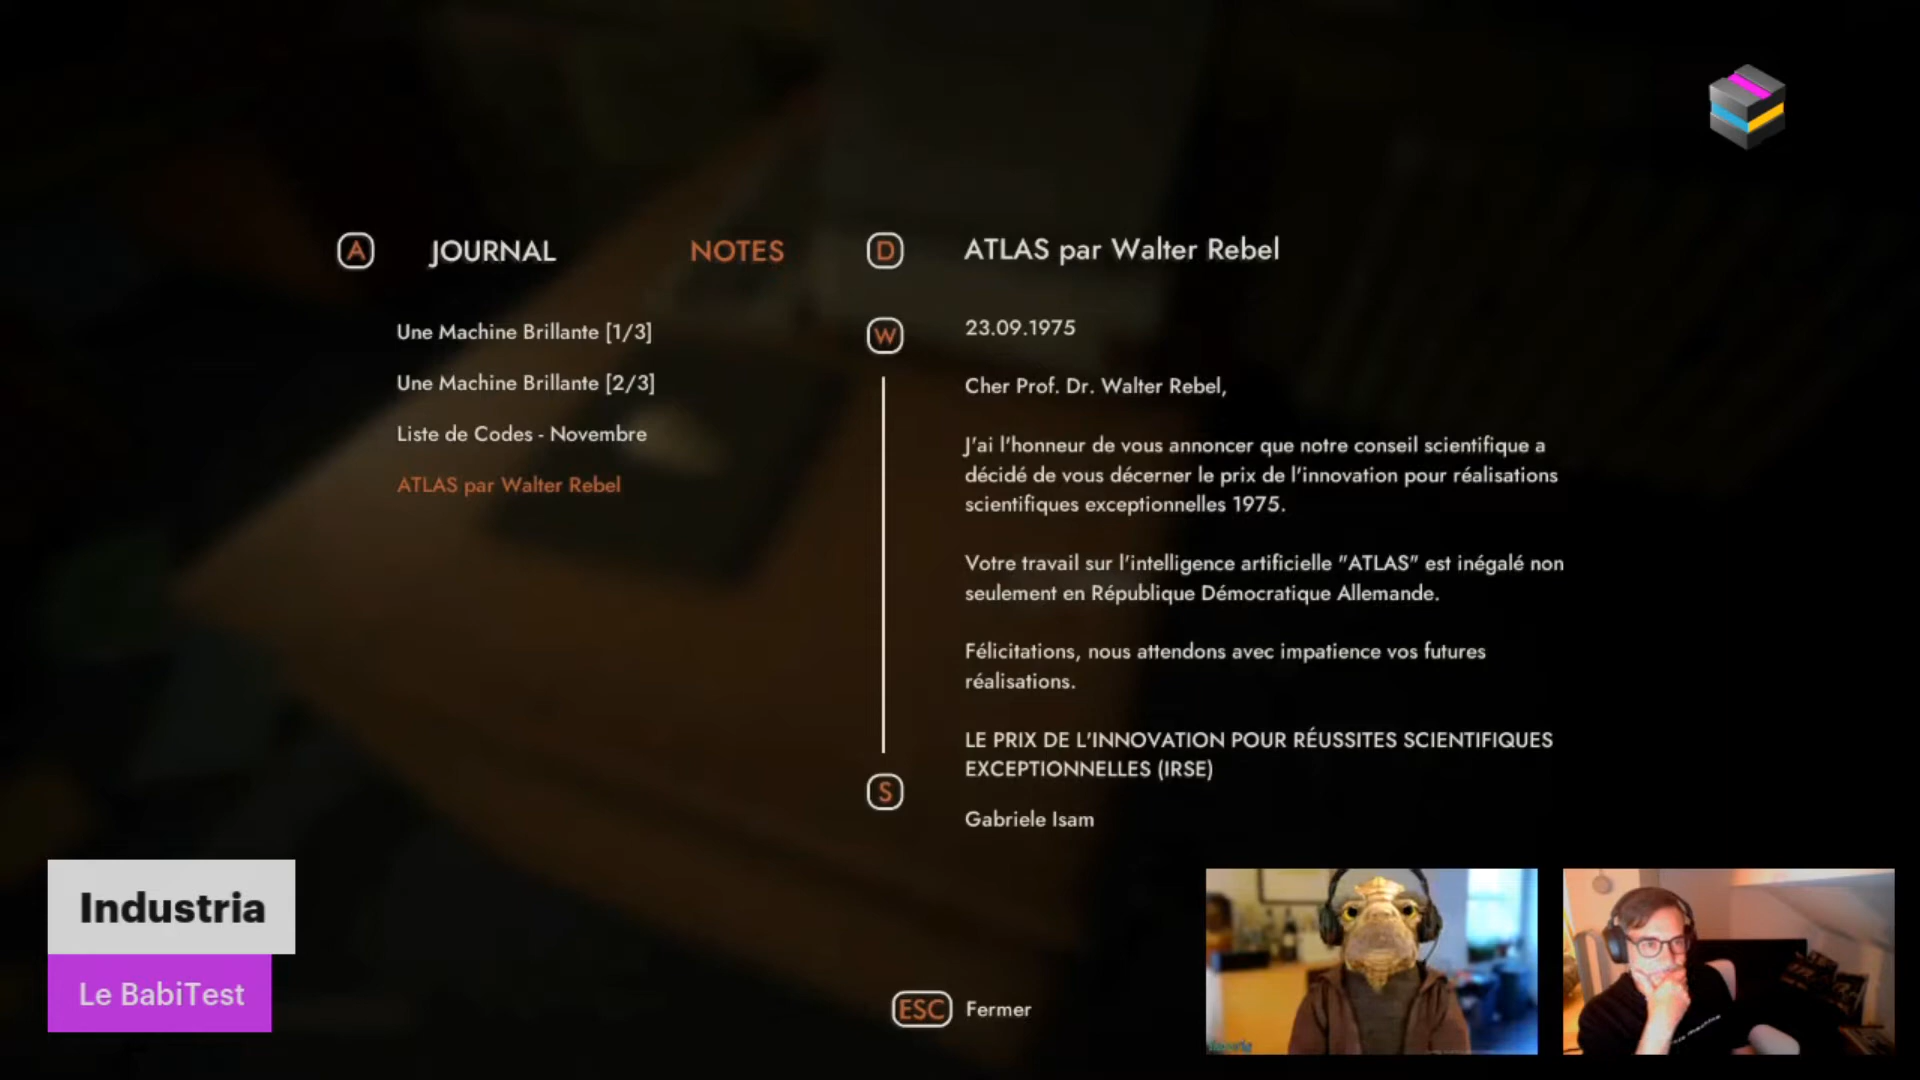 A JOURNAL NOTES D
Une Machine Brillante [1/3]
Une Machine Brillante [2/3]
Liste de Codes - Novembre
ATLAS par Walter Rebel
ATLAS par Walter Rebel
W
23.09.1975
Cher Prof. Dr. Walter Rebel,
J'ai l'honneur de vous annoncer que notre conseil scientifique a
décidé de vous décerner le prix de l'innovation pour réalisations
scientifiques exceptionnelles 1975.
Votre travail sur l'intelligence artificielle "ATLAS" est inégalé non
seulement en République Démocratique Allemande.
Félicitations, nous attendons avec impatience vos futures
réalisations.
LE PRIX DE L'INNOVATION POUR RÉUSSITES SCIENTIFIQUES
EXCEPTIONNELLES (IRSE)
S
Gabriele Isam
ESC Fermer
Industria
Le BabiTest